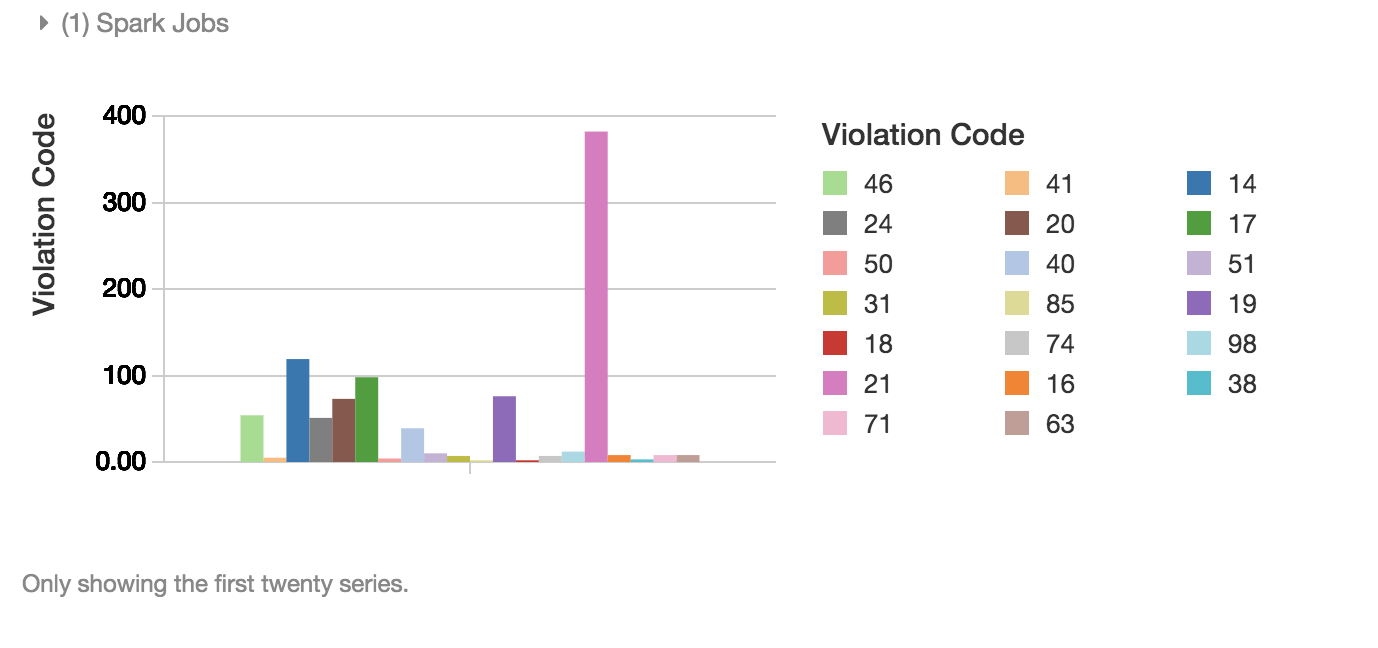 (1) Spark Jobs
Violation Code
400
300
200
100
0.00
Violation Code
46 41 14
24 20 17
50 40 51
31 85 19
18 74 98
21 16 38
71 63
Only showing the first twenty series.